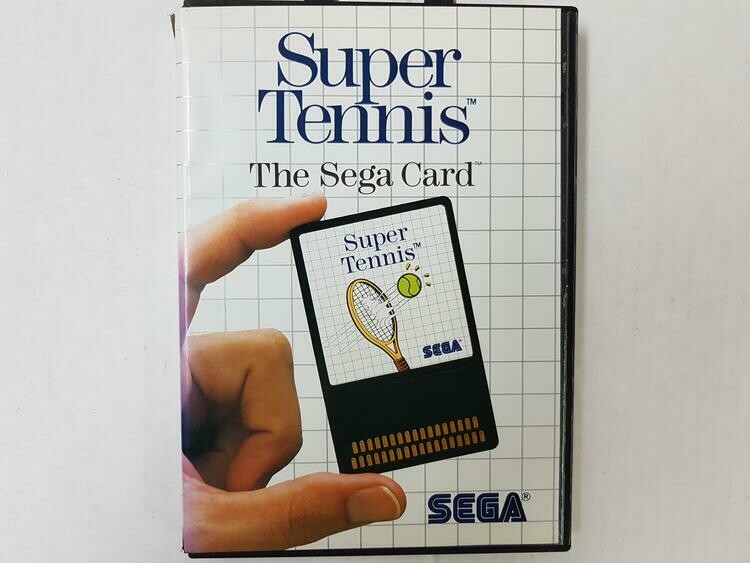 Super
Tennis™
The Sega Card™
Super
Tennis™
SEGA®
SEGA®